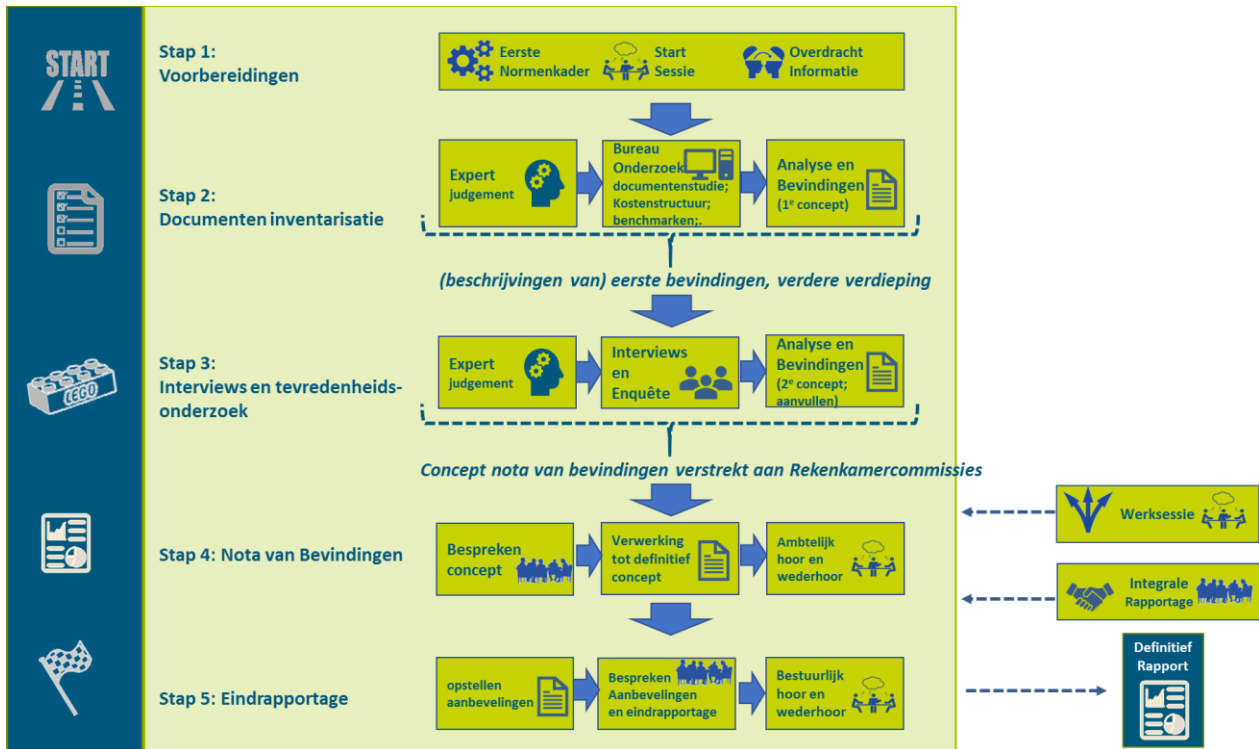 START
Stap 1:
Voorbereidingen
Eerste
Normenkader
Start
Sessie
Overdracht
Informatie
Stap 2:
Documenten inventarisatie
Expert
judgement
Bureau
Onderzoek
documentenstudie;
Kostenstructuur;
benchmarken;.
Analyse en
Bevindingen
(1e concept)
(beschrijvingen van) eerste bevindingen, verdere verdieping
Stap 3:
Interviews en tevredenheids-
onderzoek
LEGO
Expert
judgement
Interviews
en
Enquête
Analyse en
Bevindingen
(2e concept;
aanvullen)
Concept nota van bevindingen verstrekt aan Rekenkamercommissies
Stap 4: Nota van Bevindingen
Bespreken
concept
Verwerking
tot definitief
concept
Ambtelijk
hoor en
wederhoor
Werksessie
Integrale
Rapportage
Stap 5: Eindrapportage
opstellen
aanbevelingen
Bespreken
Aanbevelingen
en eindrapportage
Bestuurlijk
hoor en
wederhoor
Definitief
Rapport